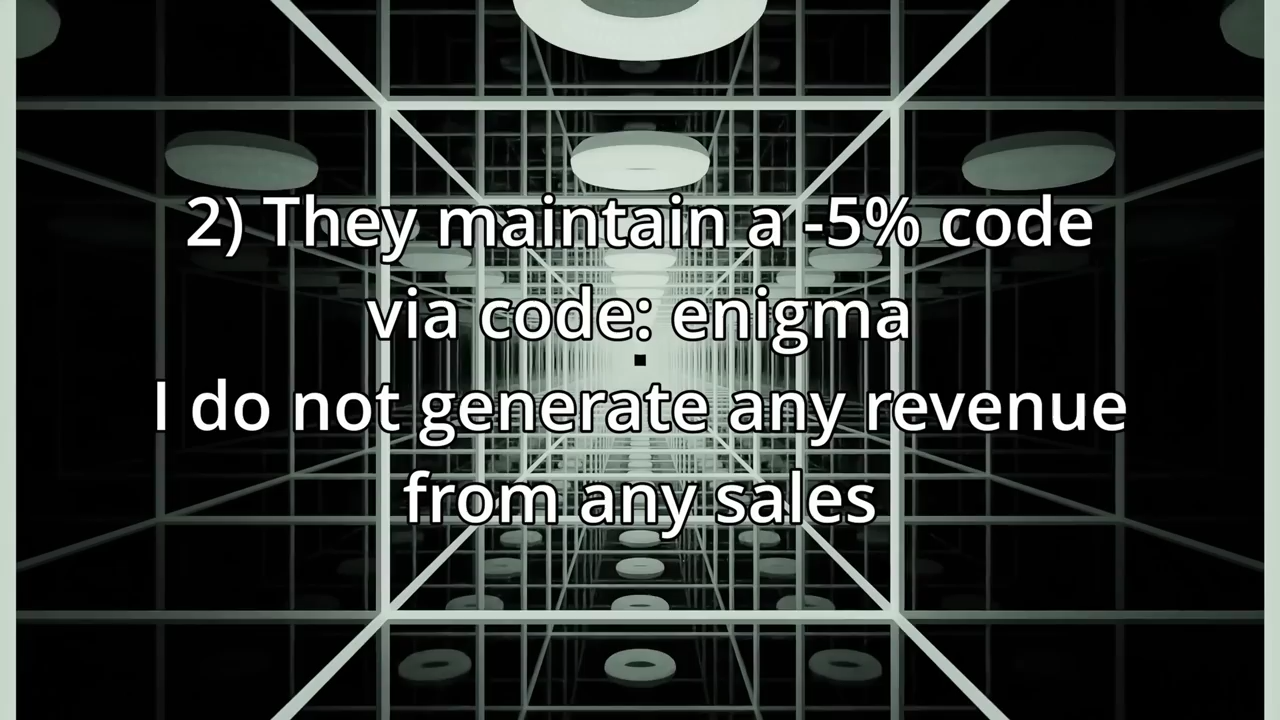 2) They maintain a -5% code
via code: enigma
.
I do not generate any revenue
from any sales